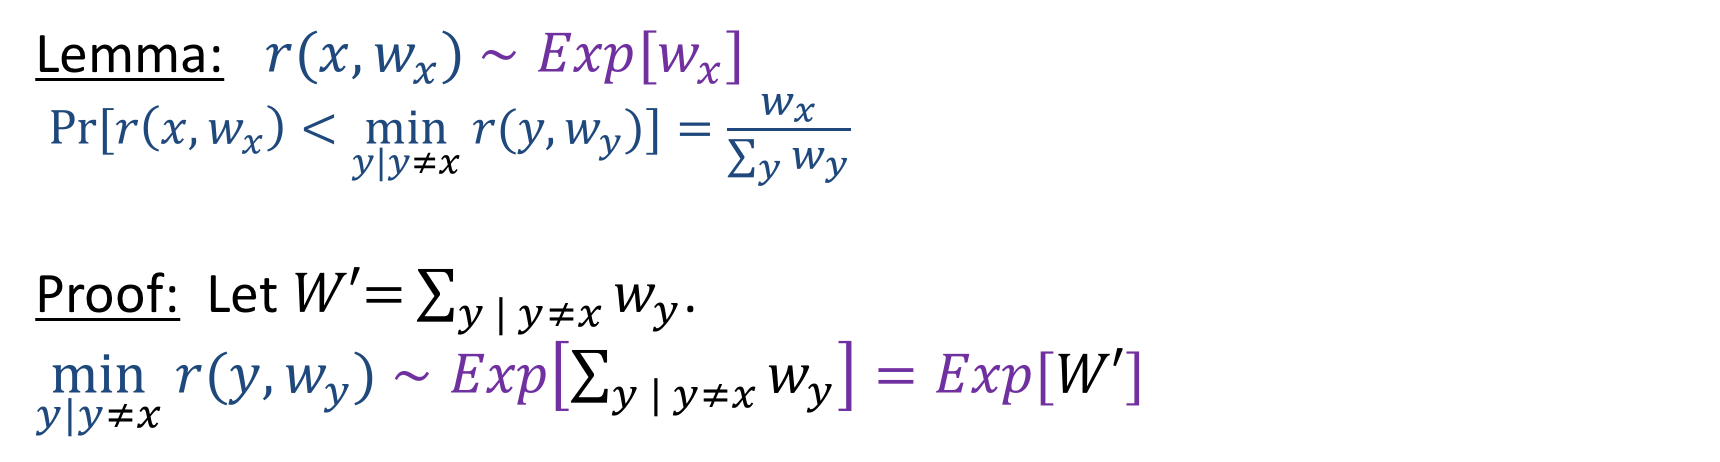 Lemma: r(x, w_x) ~ Exp[w_x]
Pr[r(x, w_x) < min_{y|y≠x} r(y, w_y)] = w_x / ∑_y w_y
Proof: Let W′= ∑_{y | y≠x} w_y.
min_{y|y≠x} r(y, w_y) ~ Exp[∑_{y | y≠x} w_y] = Exp[W′]